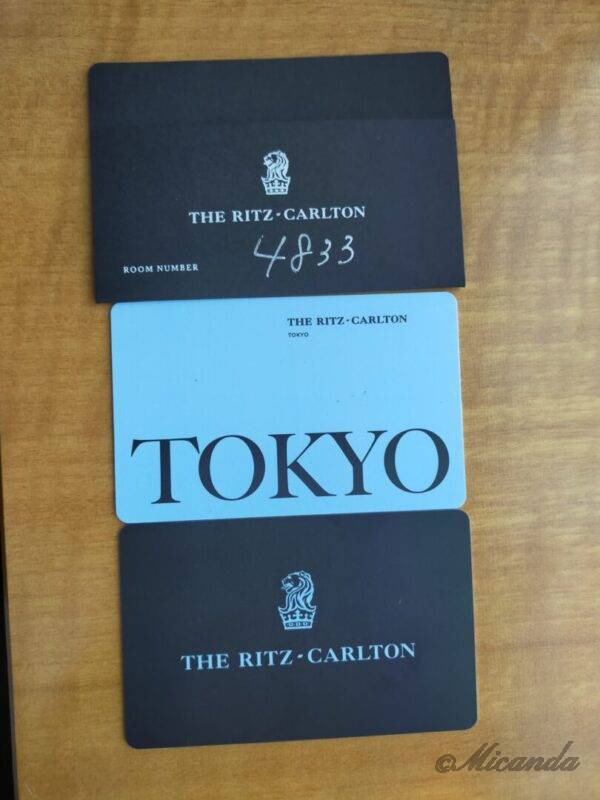 THE RITZ-CARLTON
ROOM NUMBER 4833
THE RITZ-CARLTON
TOKYO
TOKYO
THE RITZ-CARLTON
©Micanda